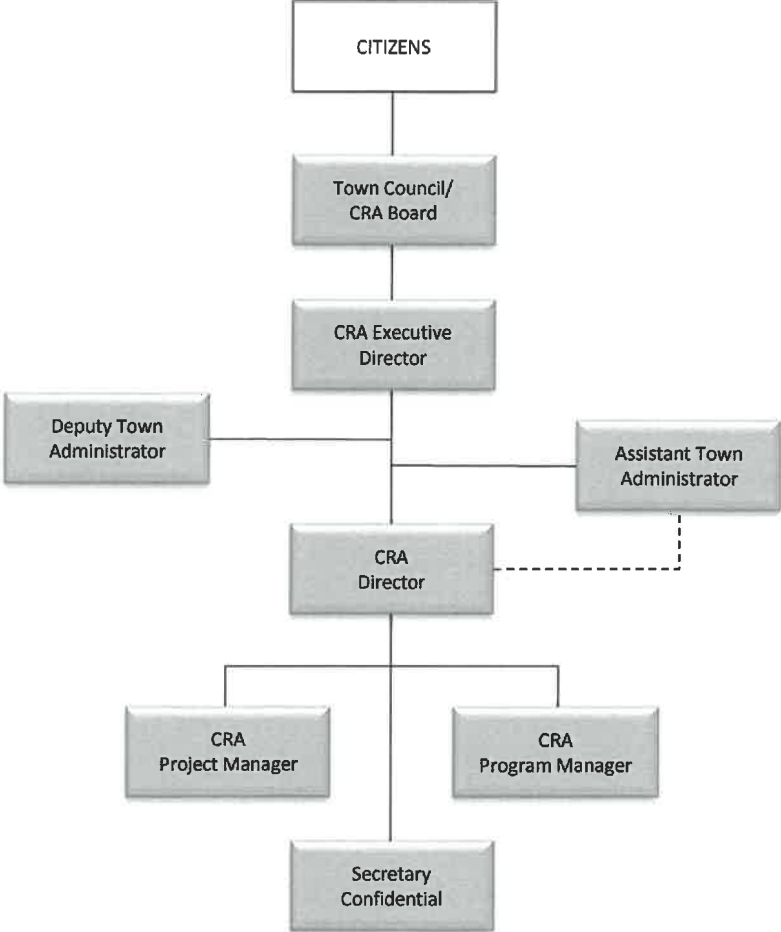 CITIZENS
Town Council/
CRA Board
CRA Executive
Director
Deputy Town
Administrator
Assistant Town
Administrator
CRA
Director
CRA
Project Manager
CRA
Program Manager
Secretary
Confidential